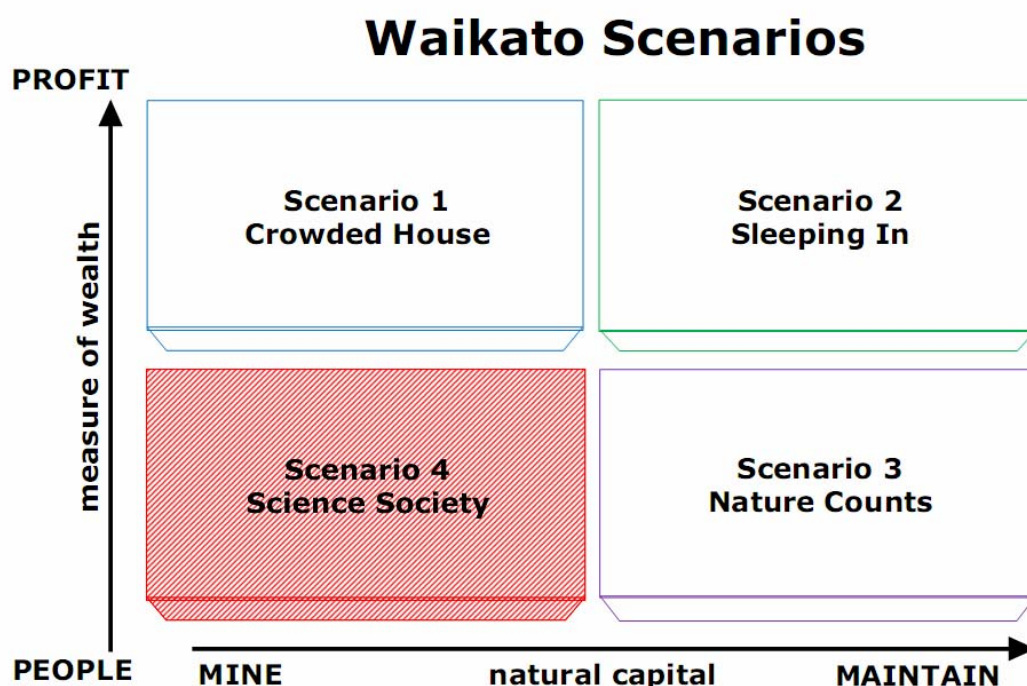 Waikato Scenarios
PROFIT
measure of wealth
Scenario 1
Crowded House
Scenario 2
Sleeping In
Scenario 4
Science Society
Scenario 3
Nature Counts
PEOPLE
MINE
natural capital
MAINTAIN